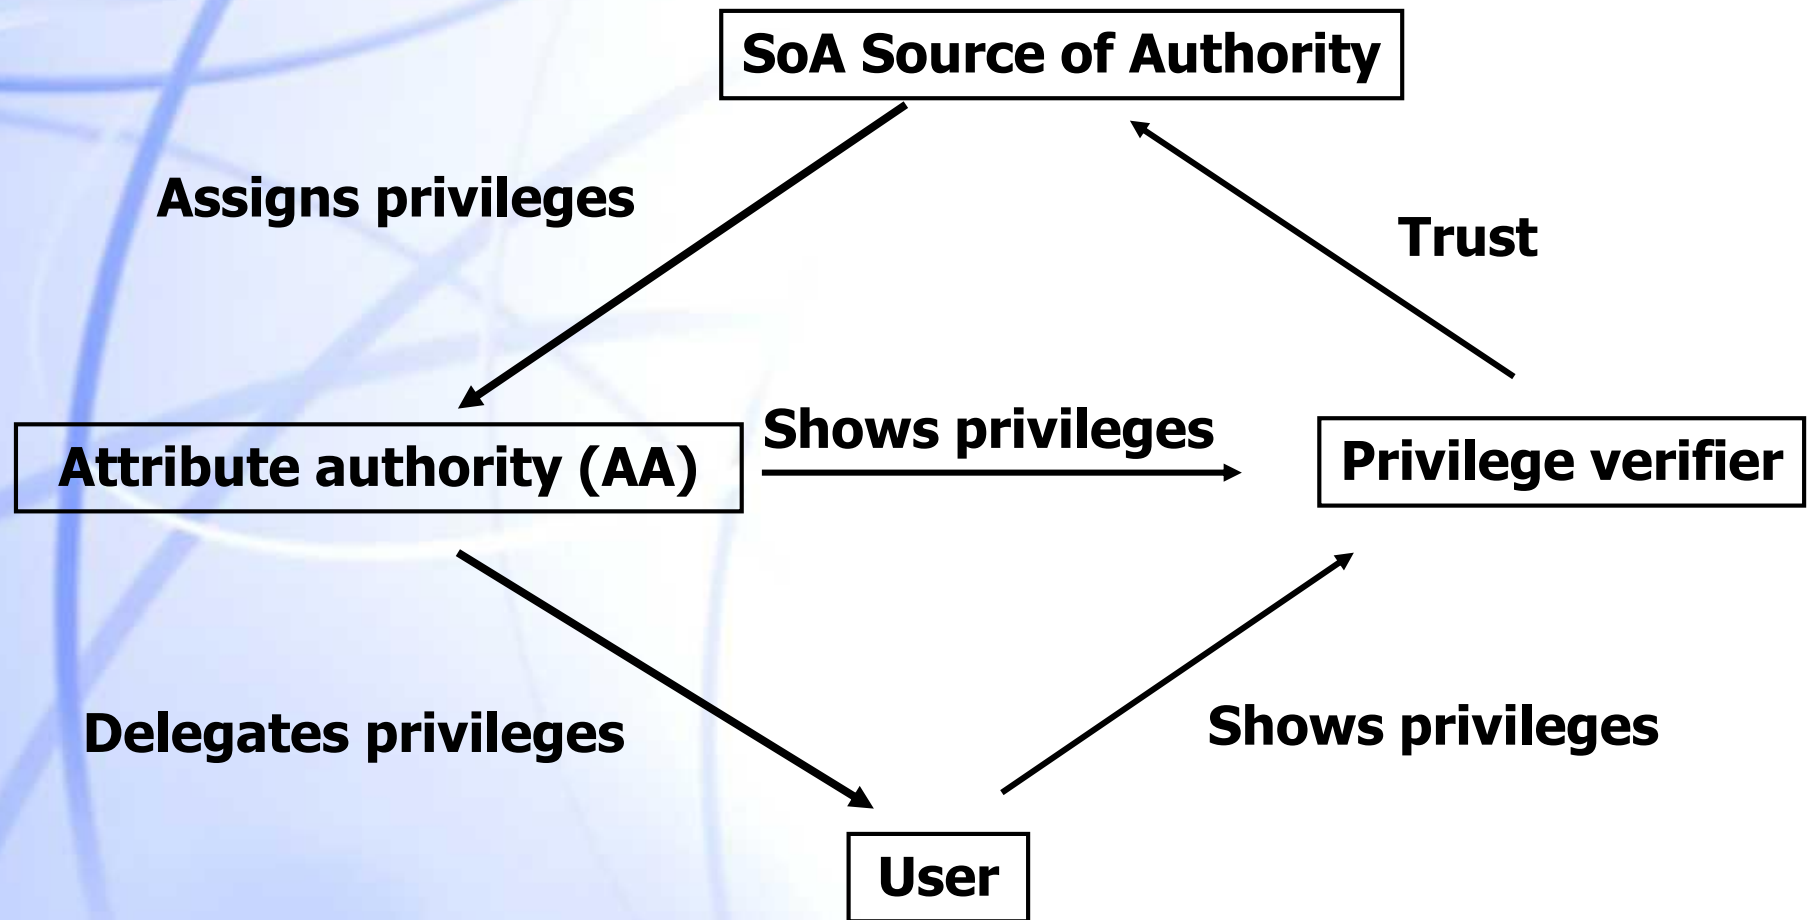 SoA Source of Authority
Assigns privileges
Trust
Shows privileges
Attribute authority (AA)
Privilege verifier
Delegates privileges
Shows privileges
User